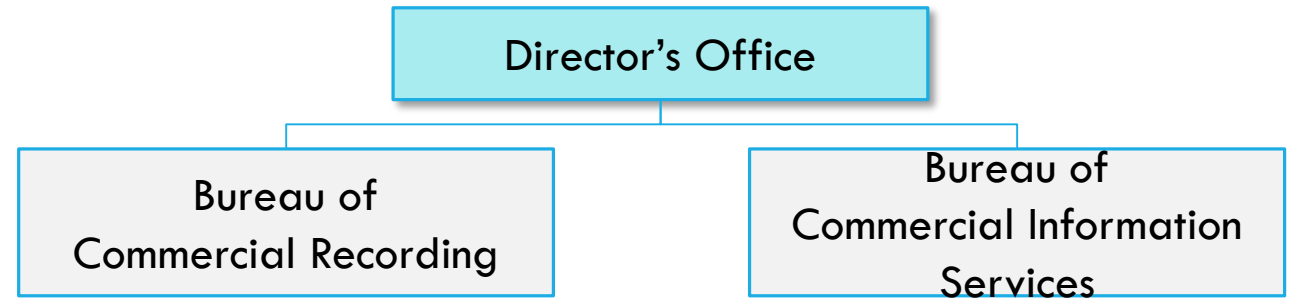 Director’s Office
Bureau of
Commercial Recording
Bureau of
Commercial Information
Services